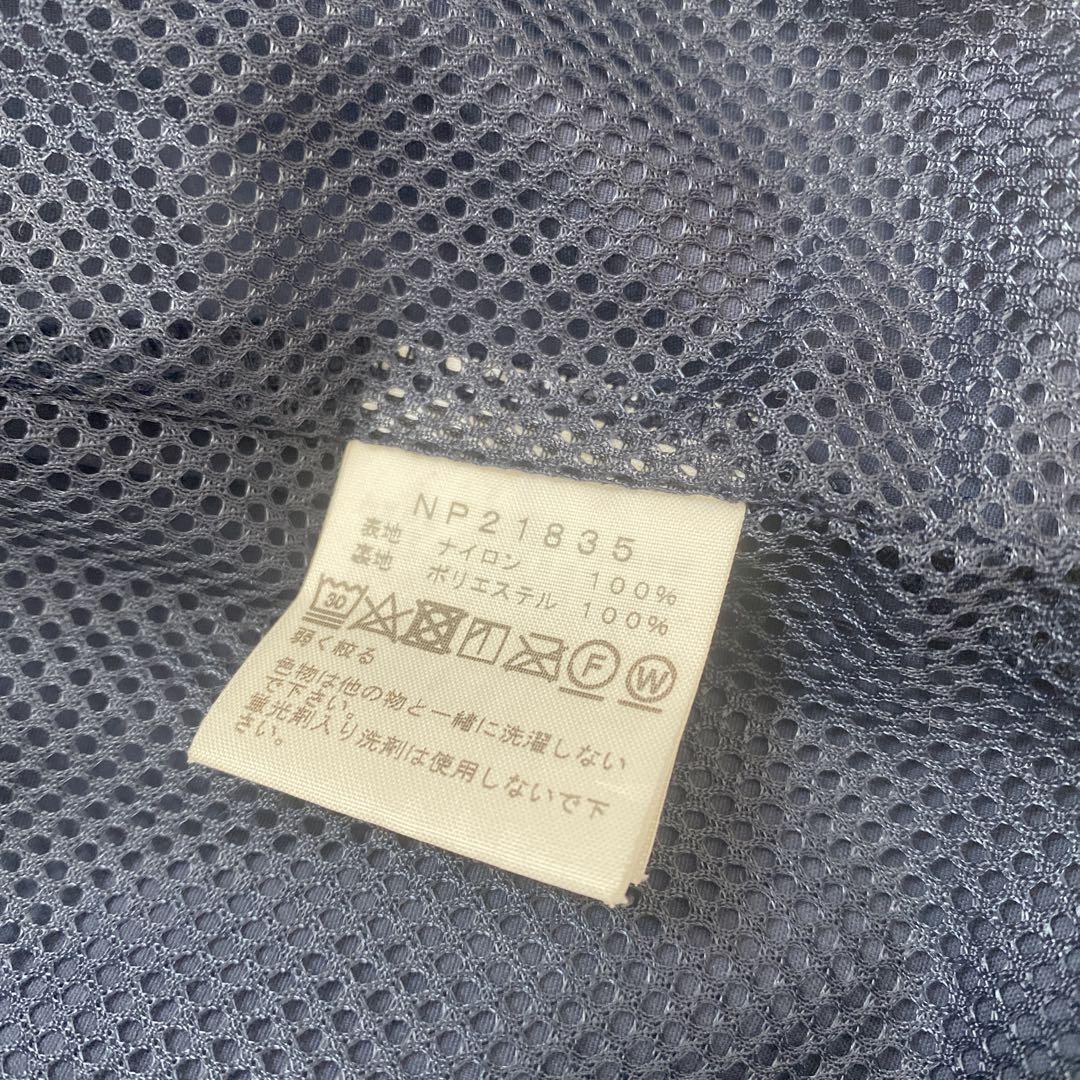 NP21835
表地 ナイロン 100%
裏地 ポリエステル 100%
30 F W
弱く絞る
色物は他の物と一緒に洗濯しない
で下さい。
蛍光剤入り洗剤は使用しないで下
さい。